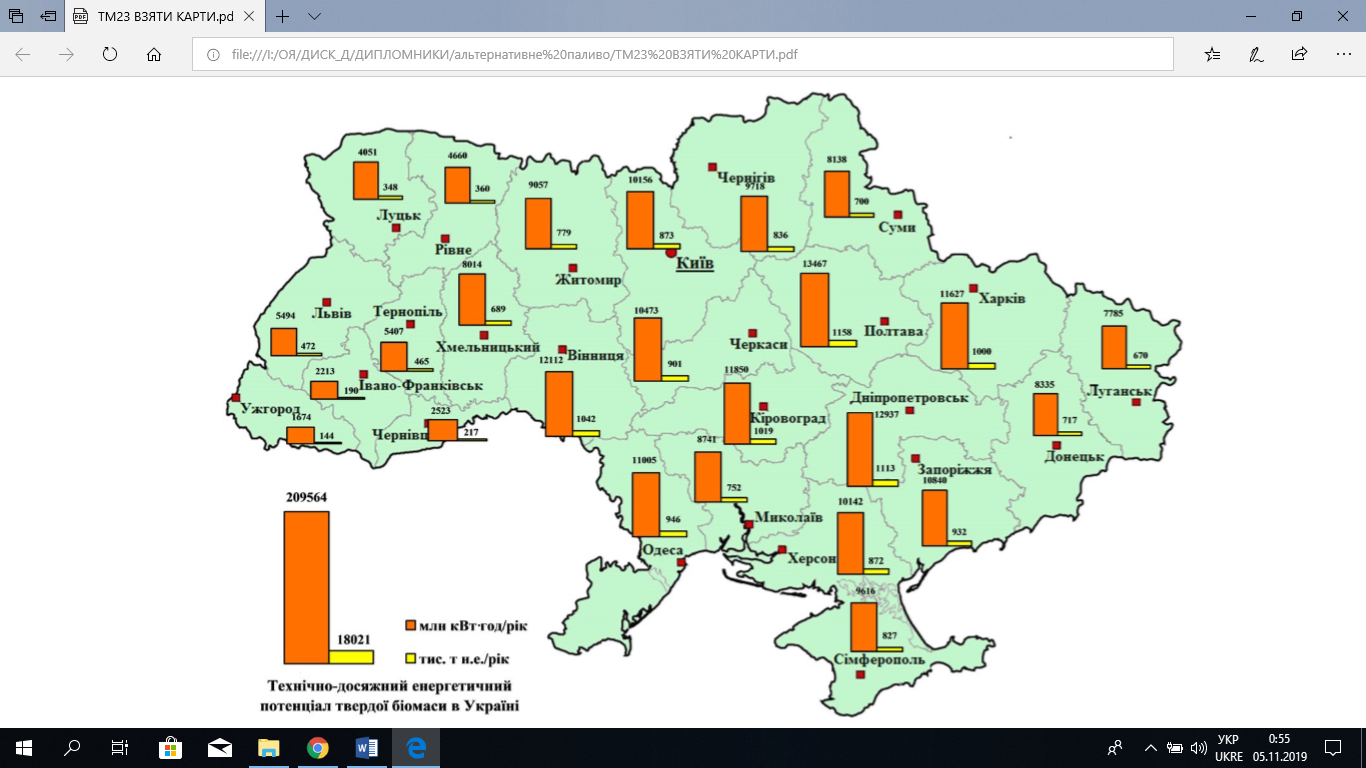 ТМ23 ВЗЯТИ КАРТИ.pd
file:///I:/ОЯ/ДИСК_Д/ДИПЛОМНИКИ/альтернативне%20паливо/ТМ23%20ВЗЯТИ%20КАРТИ.pdf
4051
348
Луцьк
4660
360
Рівне
9057
779
Житомир
10156
873
Київ
Чернігів
9718
836
8138
700
Суми
Львів
5494
472
Тернопіль
5407
465
8014
689
Хмельницький
10473
901
Черкаси
13467
1158
Полтава
11627
1000
Харків
7785
670
Луганськ
2213
190
Івано-Франківськ
Вінниця
12112
1042
11850
Кіровоград
1019
Дніпропетровськ
12937
1113
8335
717
Донецьк
Ужгород
1674
144
Чернівц
2523
217
11005
946
Одеса
8741
752
Миколаїв
10142
872
Херсон
Запоріжжя
10840
932
9616
827
Сімферополь
209564
18021
млн кВт·год/рік
тис. т н.е./рік
Технічно-досяжний енергетичний
потенціал твердої біомаси в Україні
УКР
UKRE
0:55
05.11.2019